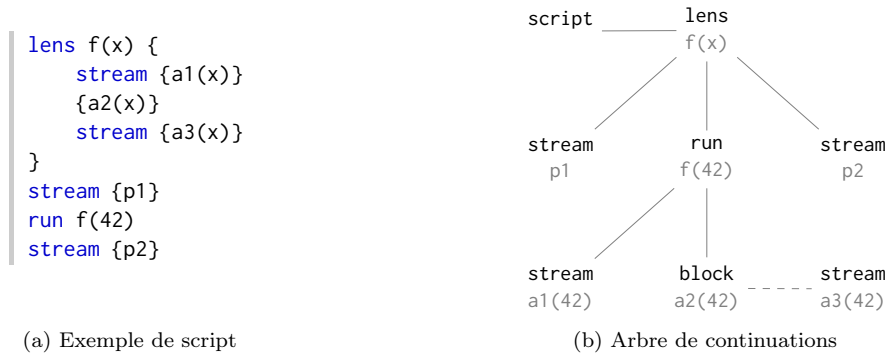 lens f(x) {
    stream {a1(x)}
    {a2(x)}
    stream {a3(x)}
}
stream {p1}
run f(42)
stream {p2}
(a) Exemple de script
script lens
f(x)
stream run stream
p1 f(42) p2
stream block stream
a1(42) a2(42) a3(42)
(b) Arbre de continuations